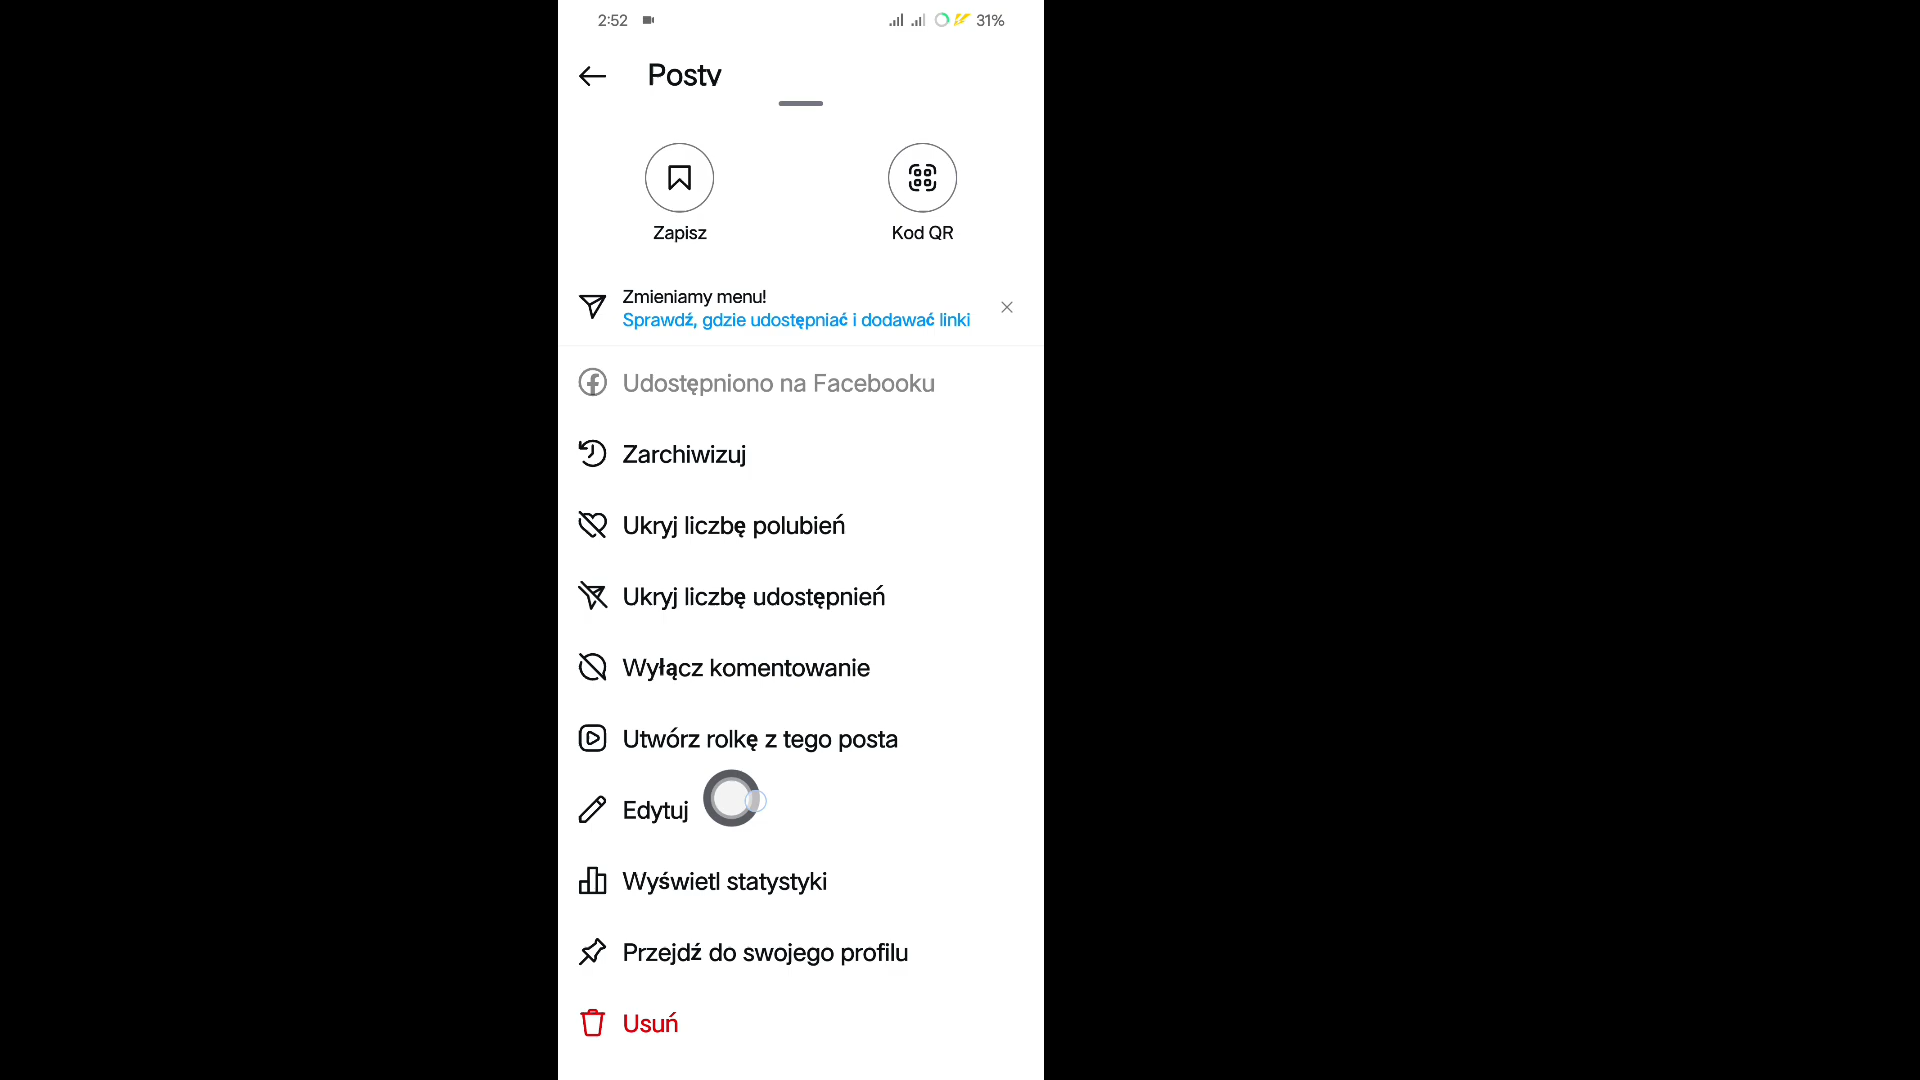 2:52
31%
Posty
Zapisz
Kod QR
Zmieniamy menu!
Sprawdź, gdzie udostępniać i dodawać linki
Udostępniono na Facebooku
Zarchiwizuj
Ukryj liczbę polubień
Ukryj liczbę udostępnień
Wyłącz komentowanie
Utwórz rolkę z tego posta
Edytuj
Wyświetl statystyki
Przejdź do swojego profilu
Usuń